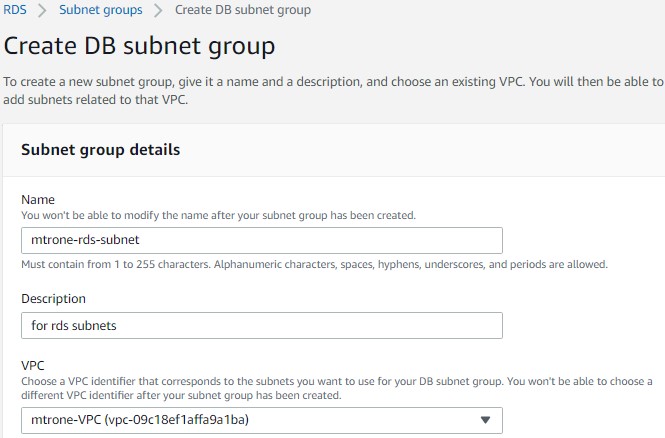 RDS > Subnet groups > Create DB subnet group
Create DB subnet group
To create a new subnet group, give it a name and a description, and choose an existing VPC. You will then be able to
add subnets related to that VPC.
Subnet group details
Name
You won't be able to modify the name after your subnet group has been created.
mtrone-rds-subnet
Must contain from 1 to 255 characters. Alphanumeric characters, spaces, hyphens, underscores, and periods are allowed.
Description
for rds subnets
VPC
Choose a VPC identifier that corresponds to the subnets you want to use for your DB subnet group. You won't be able to choose a
different VPC identifier after your subnet group has been created.
mtrone-VPC (vpc-09c18ef1affa9a1ba)